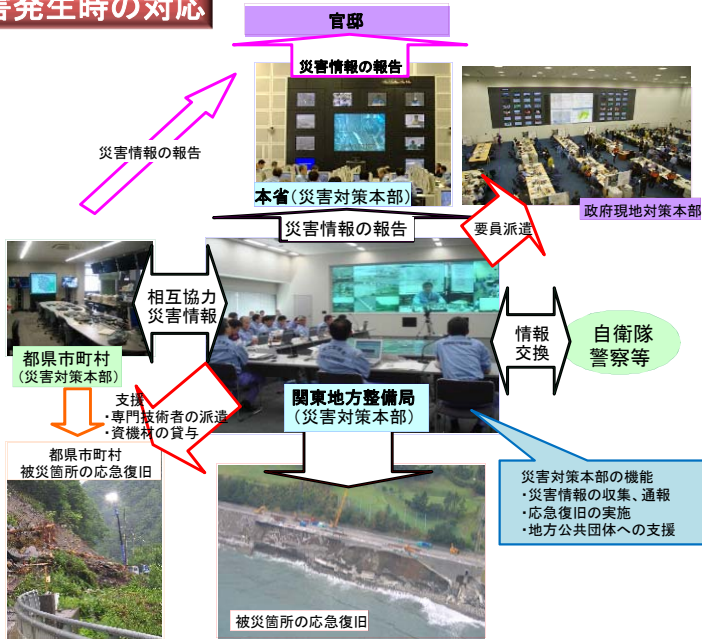 害発生時の対応
官邸
災害情報の報告
災害情報の報告
本省(災害対策本部)
政府現地対策本部
災害情報の報告
要員派遣
相互協力
災害情報
情報
交換
自衛隊
警察等
都県市町村
(災害対策本部)
関東地方整備局
(災害対策本部)
支援
・専門技術者の派遣
・資機材の貸与
都県市町村
被災箇所の応急復旧
災害対策本部の機能
・災害情報の収集、通報
・応急復旧の実施
・地方公共団体への支援
被災箇所の応急復旧